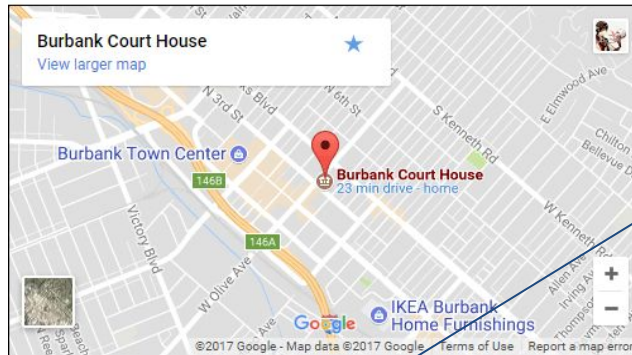 Burbank Court House
View larger map
N 3rd St
ks Blvd
N 6th St
S Kenneth Rd
E Elmwood Ave
Chilton
Bellevue D
Burbank Town Center
146B
Burbank Court House
23 min drive - home
Victory Blvd
146A
W Olive Ave
W Kenneth Rd
Allen Ave
Irving Av
+
−
IKEA Burbank
Home Furnishings
Google
©2017 Google - Map data ©2017 Google
Terms of Use
Report a map error